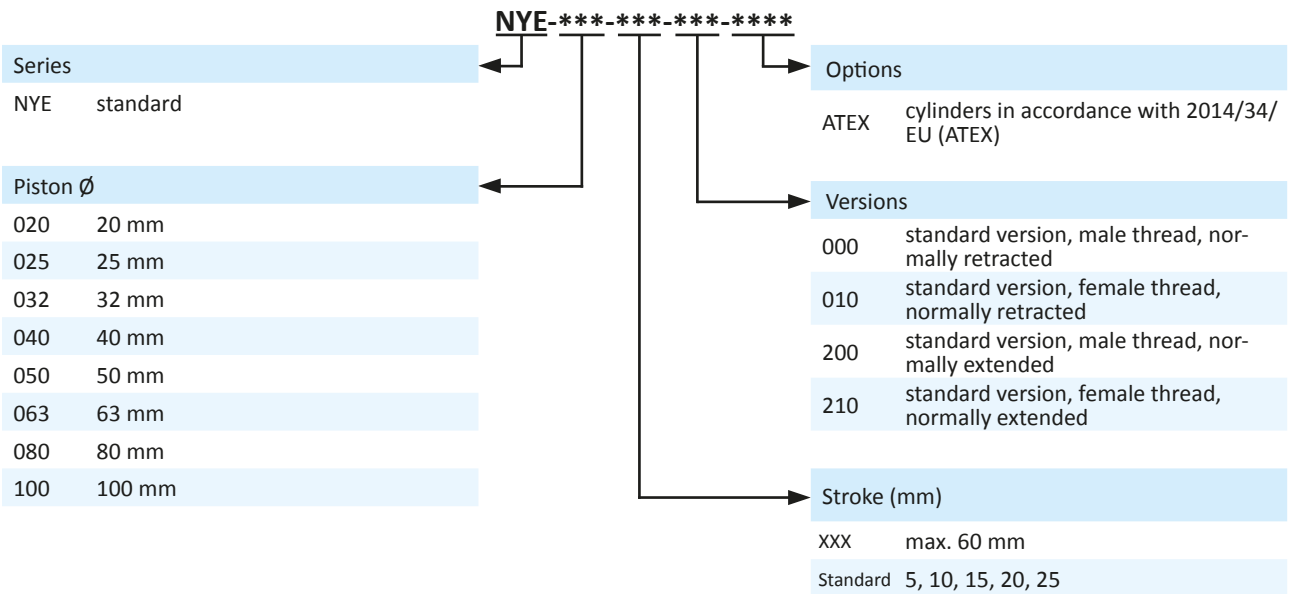 NYE-***-***-***-****
Series
NYE standard
Piston Ø
020 20 mm
025 25 mm
032 32 mm
040 40 mm
050 50 mm
063 63 mm
080 80 mm
100 100 mm
Options
ATEX cylinders in accordance with 2014/34/
EU (ATEX)
Versions
000 standard version, male thread, nor-
mally retracted
010 standard version, female thread,
normally retracted
200 standard version, male thread, nor-
mally extended
210 standard version, female thread,
normally extended
Stroke (mm)
XXX max. 60 mm
Standard 5, 10, 15, 20, 25